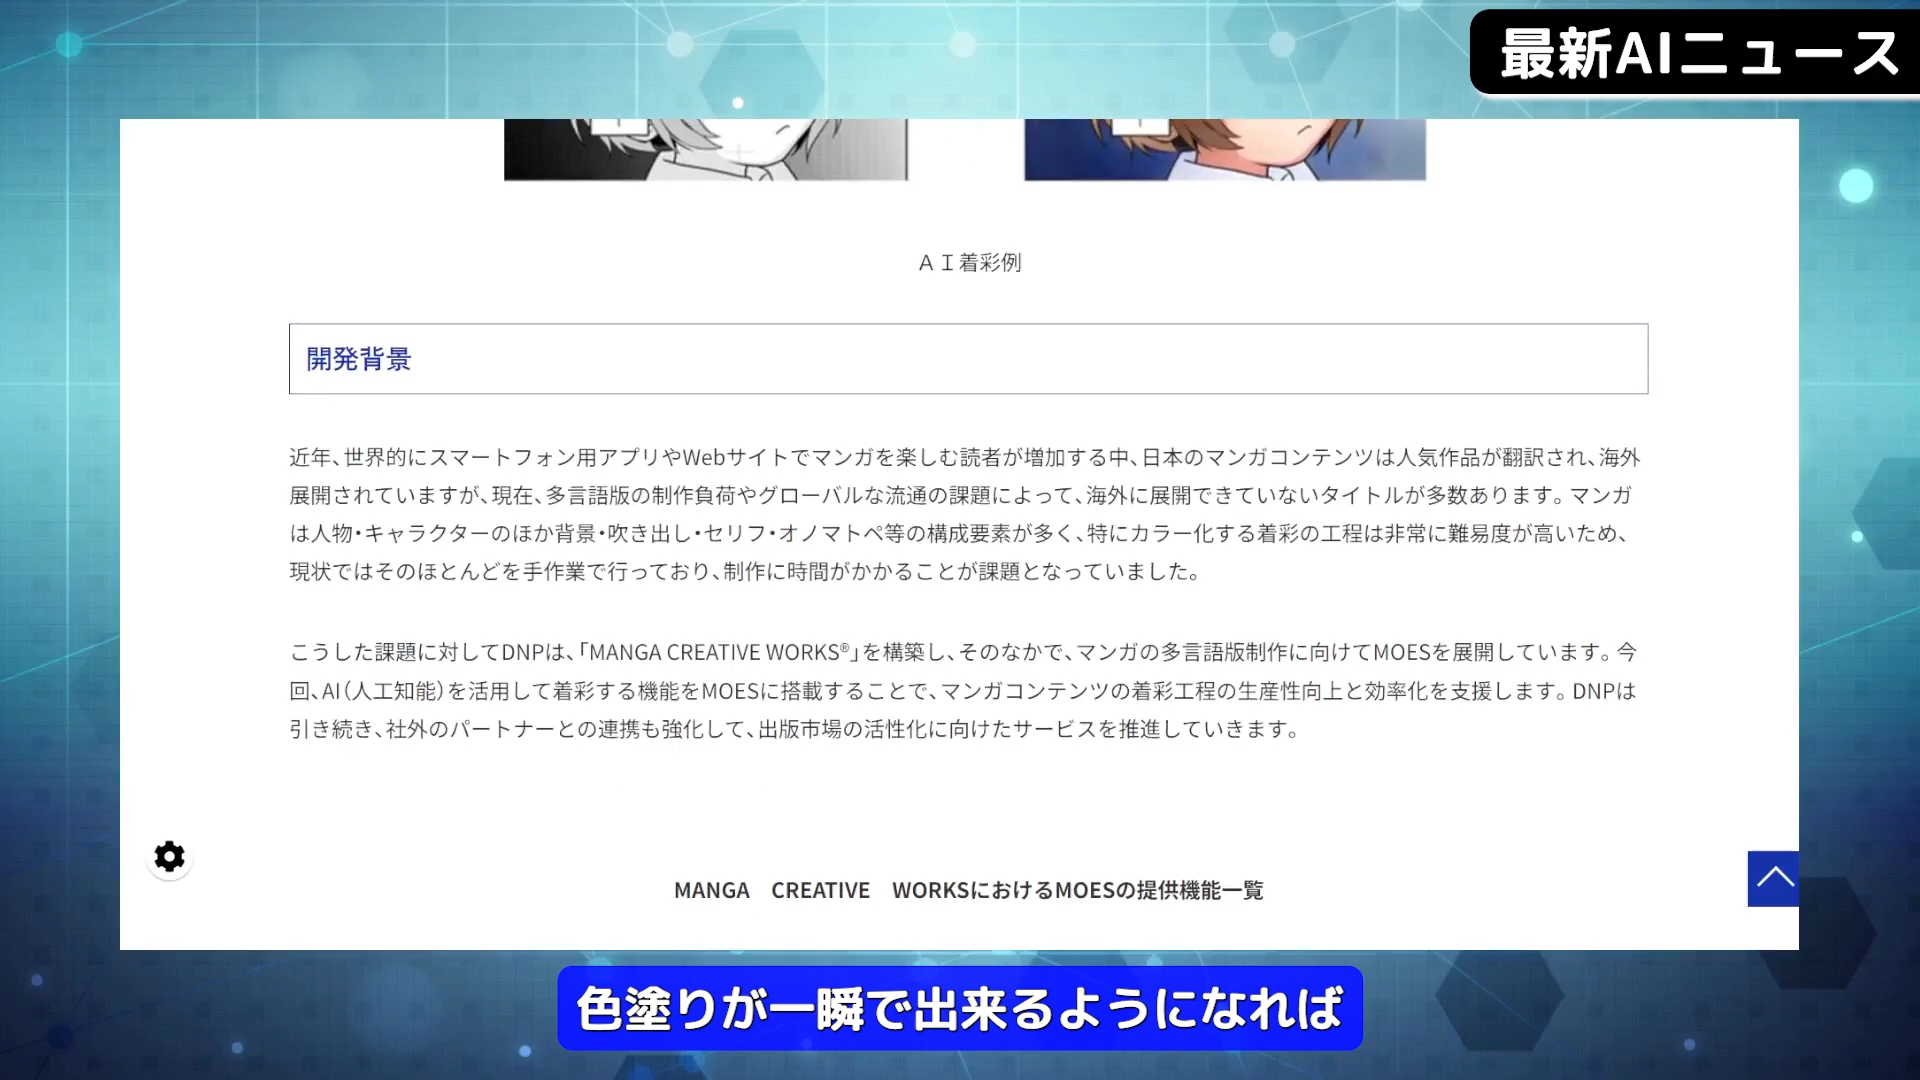 最新AIニュース
ＡＩ着彩例
開発背景
近年、世界的にスマートフォン用アプリやWebサイトでマンガを楽しむ読者が増加する中、日本のマンガコンテンツは人気作品が翻訳され、海外
展開されていますが、現在、多言語版の制作負荷やグローバルな流通の課題によって、海外に展開できていないタイトルが多数あります。マンガ
は人物・キャラクターのほか背景・吹き出し・セリフ・オノマトペ等の構成要素が多く、特にカラー化する着彩の工程は非常に難易度が高いため、
現状ではそのほとんどを手作業で行っており、制作に時間がかかることが課題となっていました。
こうした課題に対してDNPは、「MANGA CREATIVE WORKS®」を構築し、そのなかで、マンガの多言語版制作に向けてMOESを展開しています。今
回、AI（人工知能）を活用して着彩する機能をMOESに搭載することで、マンガコンテンツの着彩工程の生産性向上と効率化を支援します。DNPは
引き続き、社外のパートナーとの連携も強化して、出版市場の活性化に向けたサービスを推進していきます。
MANGA　CREATIVE　WORKSにおけるMOESの提供機能一覧
色塗りが一瞬で出来るようになれば